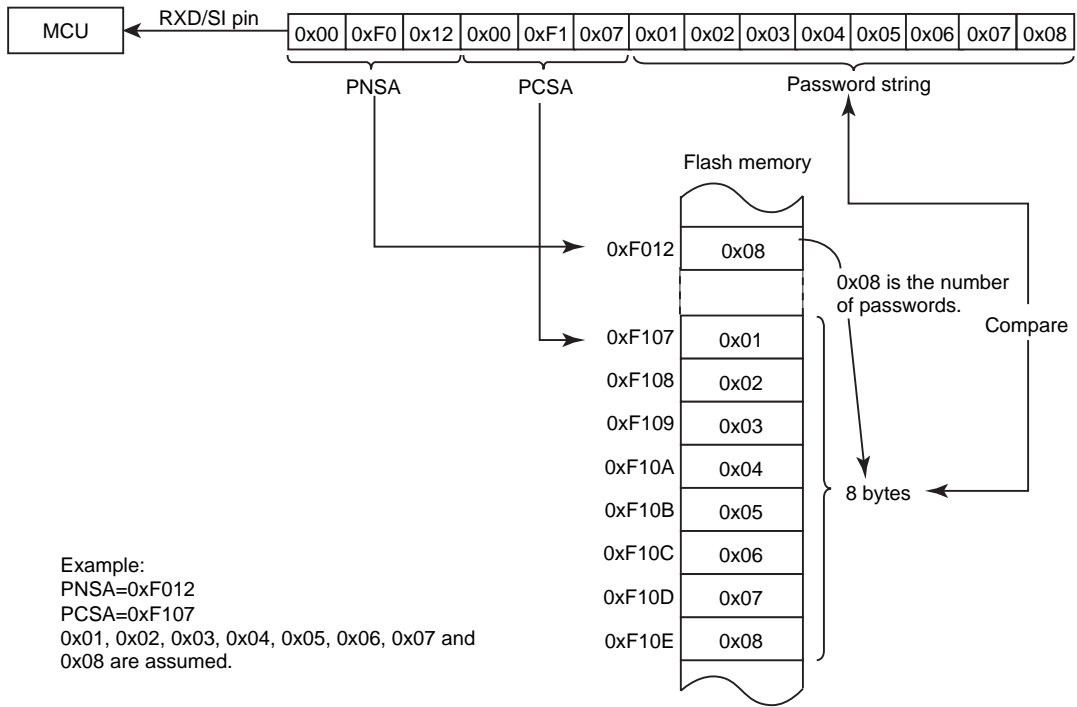 MCU
RXD/SI pin
0x00 0xF0 0x12 0x00 0xF1 0x07 0x01 0x02 0x03 0x04 0x05 0x06 0x07 0x08
PNSA PCSA Password string
Flash memory
0xF012 0x08
0x08 is the number
of passwords.
Compare
0xF107 0x01
0xF108 0x02
0xF109 0x03
0xF10A 0x04
8 bytes
0xF10B 0x05
0xF10C 0x06
0xF10D 0x07
0xF10E 0x08
Example:
PNSA=0xF012
PCSA=0xF107
0x01, 0x02, 0x03, 0x04, 0x05, 0x06, 0x07 and
0x08 are assumed.